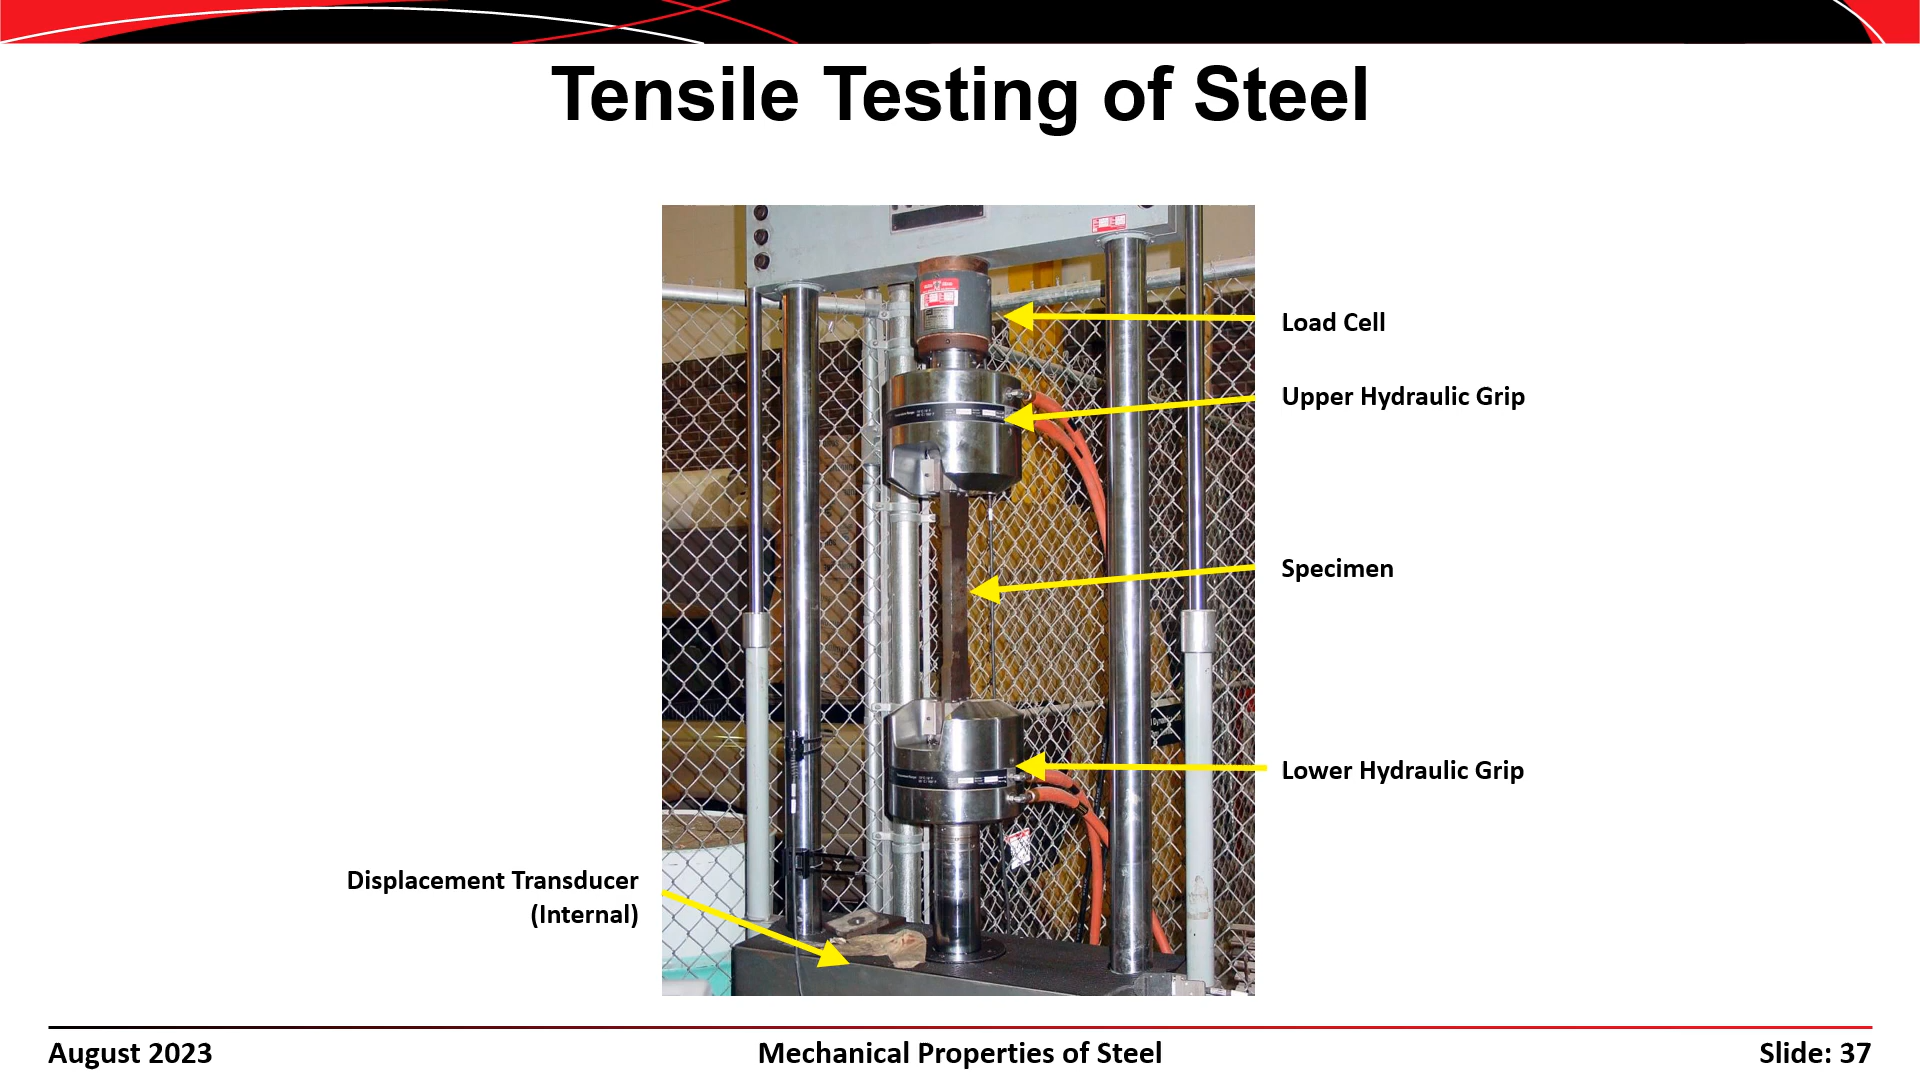 Tensile Testing of Steel
Load Cell
Upper Hydraulic Grip
Specimen
Lower Hydraulic Grip
Displacement Transducer
(Internal)
August 2023
Mechanical Properties of Steel
Slide: 37